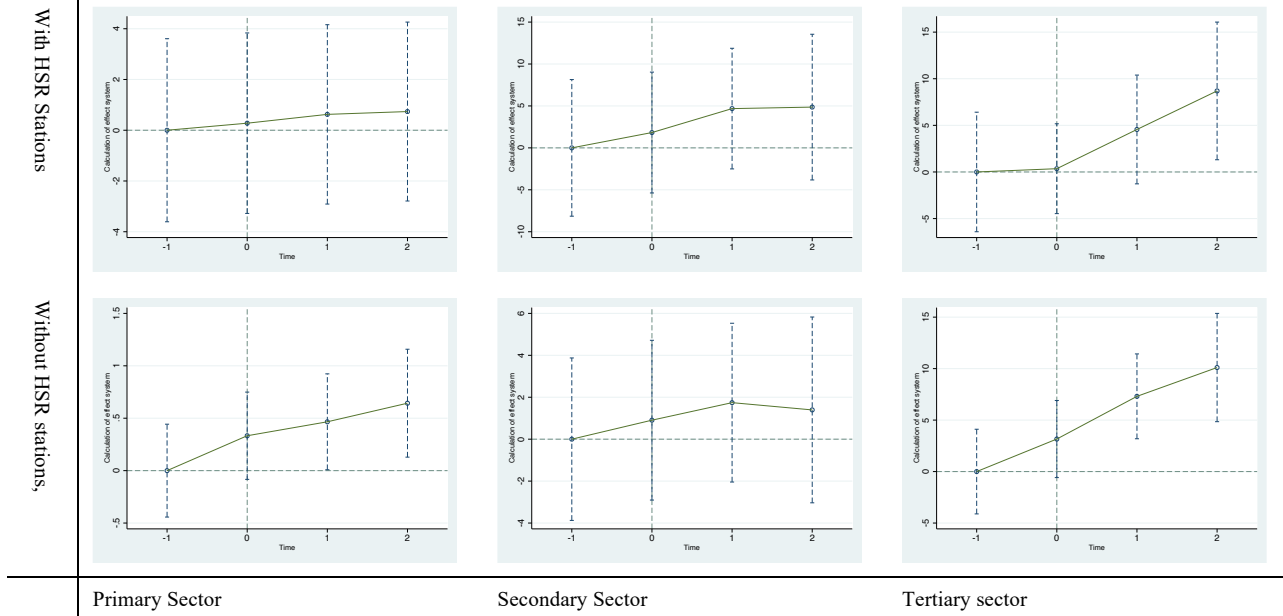 With HSR Stations
Calculation of effect system
4
2
0
-2
-4
-1 0 1 2
Time
Calculation of effect system
15
10
5
0
-5
-10
-1 0 1 2
Time
Calculation of effect system
15
10
5
0
-5
-1 0 1 2
Time
Without HSR stations,
Calculation of effect system
1.5
1
.5
0
-.5
-1 0 1 2
Time
Calculation of effect system
6
4
2
0
-2
-4
-1 0 1 2
Time
Calculation of effect system
15
10
5
0
-5
-1 0 1 2
Time
Primary Sector Secondary Sector Tertiary sector